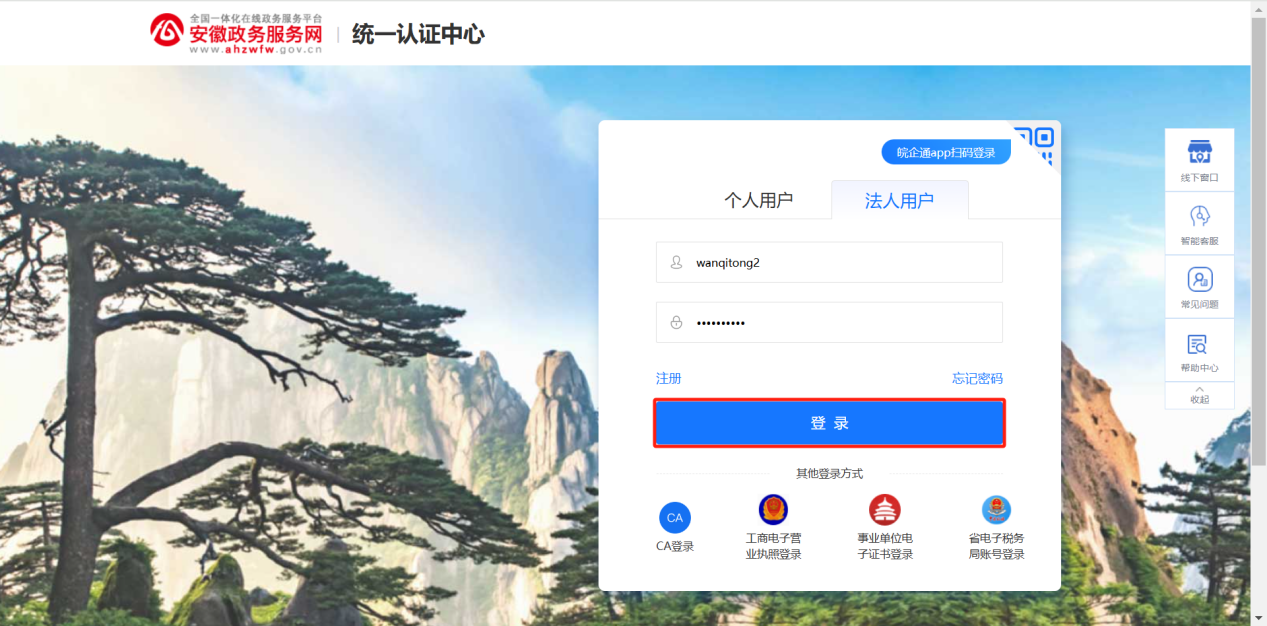 全国一体化在线政务服务平台
安徽政务服务网
www.ahzwfw.gov.cn
统一认证中心
皖企通app扫码登录
个人用户
法人用户
wanqitong2
••••••••••
注册
忘记密码
登 录
其他登录方式
CA
CA登录
工商电子营
业执照登录
事业单位电
子证书登录
省电子税务
局账号登录
线下窗口
智能客服
常见问题
帮助中心
收起